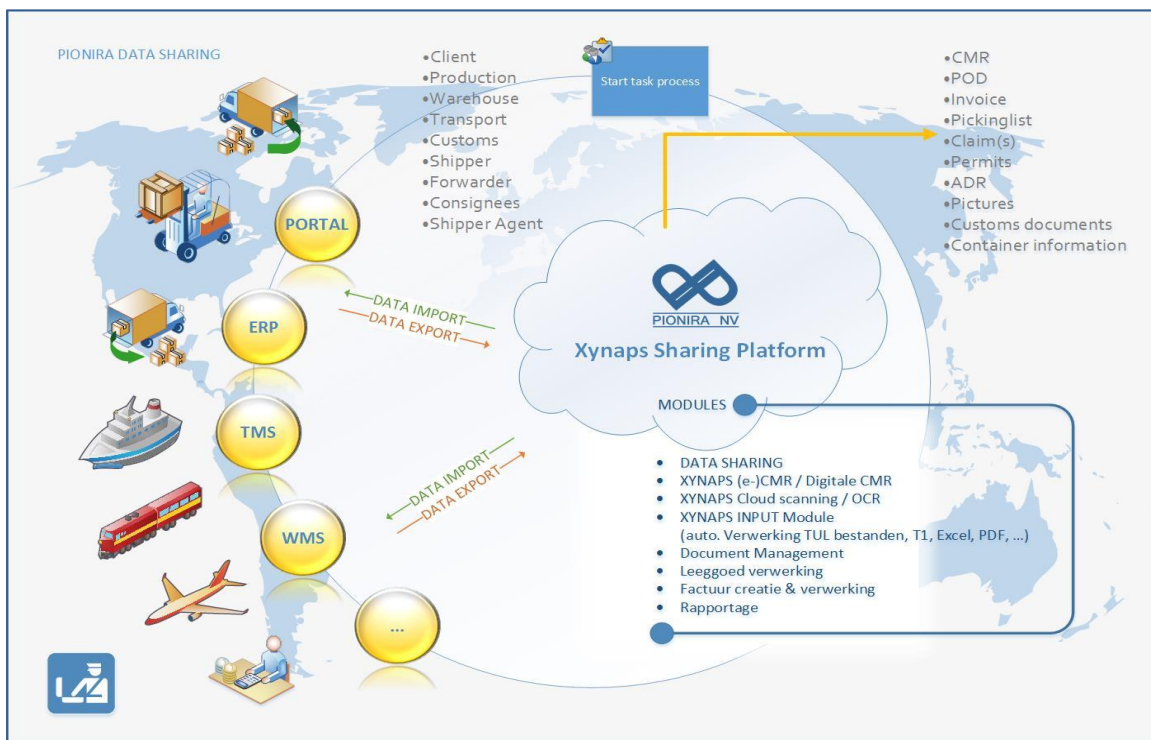 PIONIRA DATA SHARING
•Client
•Production
•Warehouse
•Transport
•Customs
•Shipper
•Forwarder
•Consignees
•Shipper Agent
Start task process
•CMR
•POD
•Invoice
•Pickinglist
•Claim(s)
•Permits
•ADR
•Pictures
•Customs documents
•Container information
PORTAL
ERP
TMS
WMS
...
DATA IMPORT
DATA EXPORT
DATA IMPORT
DATA EXPORT
PIONIRA NV
Xynaps Sharing Platform
MODULES
• DATA SHARING
• XYNAPS (e-)CMR / Digitale CMR
• XYNAPS Cloud scanning / OCR
• XYNAPS INPUT Module
(auto. Verwerking TUL bestanden, T1, Excel, PDF, ...)
• Document Management
• Leeggoed verwerking
• Factuur creatie & verwerking
• Rapportage